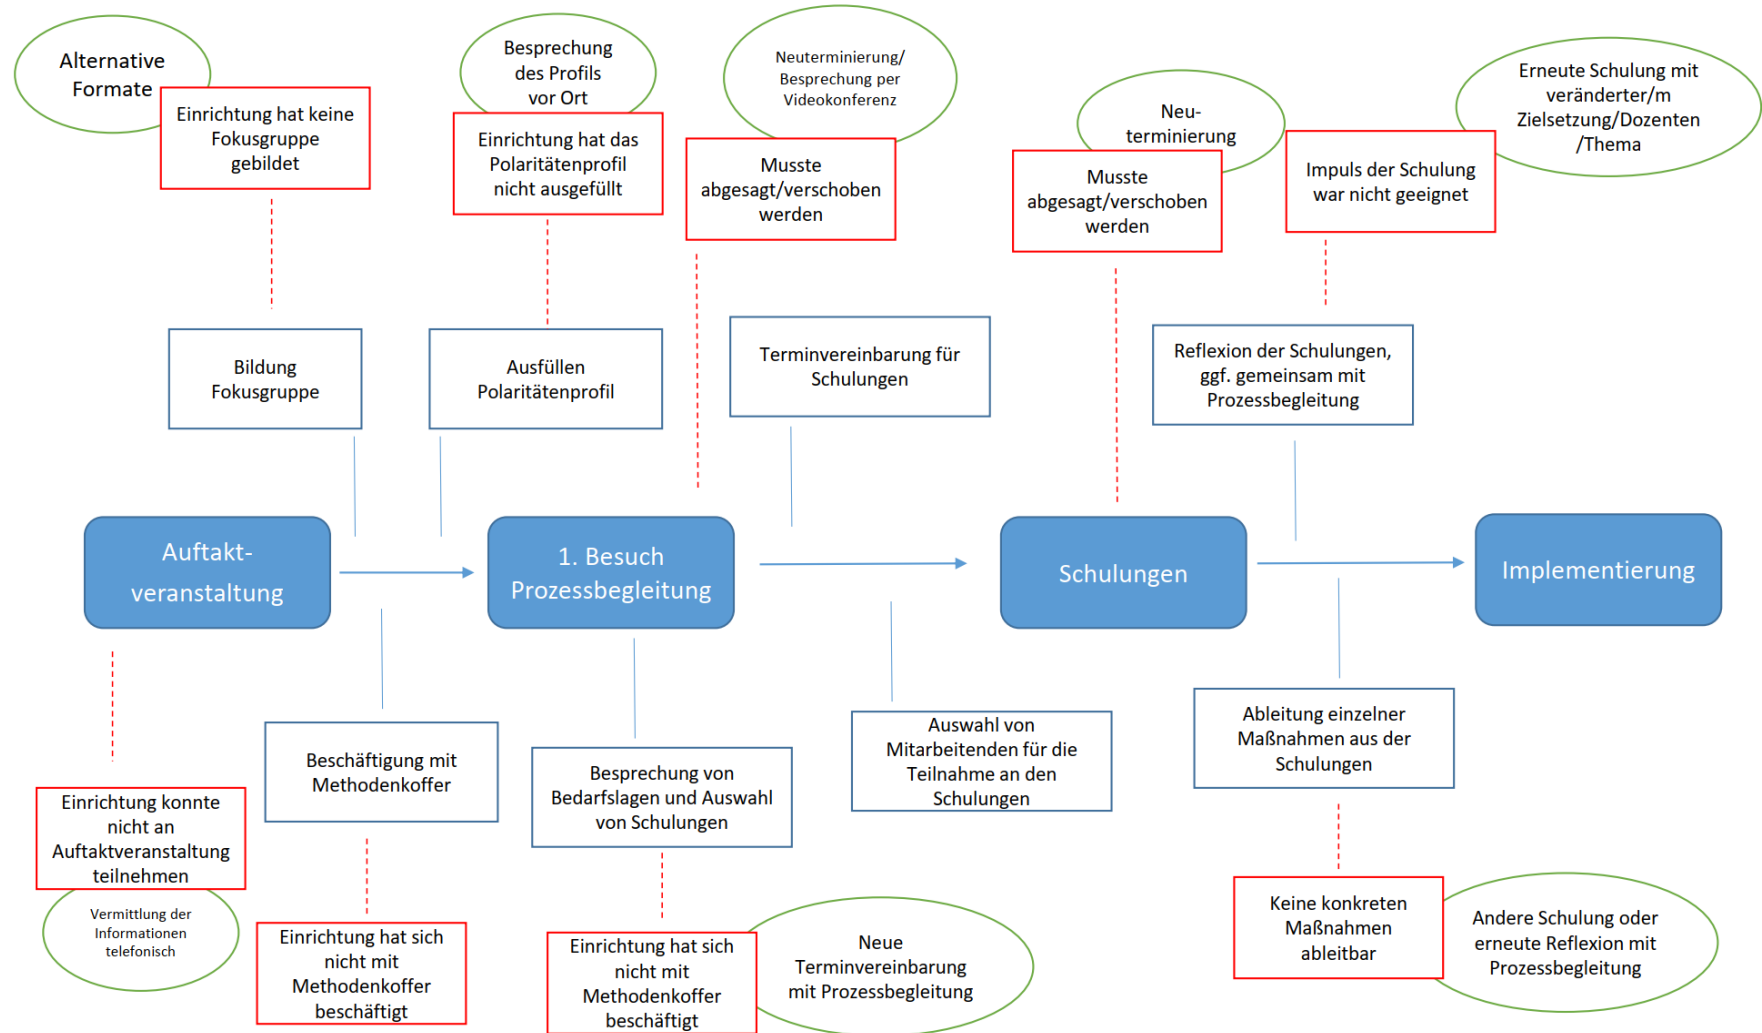 Alternative
Formate
Einrichtung hat keine
Fokusgruppe
gebildet
Besprechung
des Profils
vor Ort
Einrichtung hat das
Polaritätenprofil
nicht ausgefüllt
Neuterminierung/
Besprechung per
Videokonferenz
Musste
abgesagt/verschoben
werden
Neu-
terminierung
Musste
abgesagt/verschoben
werden
Erneute Schulung mit
veränderter/m
Zielsetzung/Dozenten
/Thema
Impuls der Schulung
war nicht geeignet
Bildung
Fokusgruppe
Ausfüllen
Polaritätenprofil
Terminvereinbarung für
Schulungen
Reflexion der Schulungen,
ggf. gemeinsam mit
Prozessbegleitung
Auftakt-
veranstaltung
1. Besuch
Prozessbegleitung
Schulungen
Implementierung
Einrichtung konnte
nicht an
Auftaktveranstaltung
teilnehmen
Vermittlung der
Informationen
telefonisch
Beschäftigung mit
Methodenkoffer
Einrichtung hat sich
nicht mit
Methodenkoffer
beschäftigt
Besprechung von
Bedarfslagen und Auswahl
von Schulungen
Einrichtung hat sich
nicht mit
Methodenkoffer
beschäftigt
Neue
Terminvereinbarung
mit Prozessbegleitung
Auswahl von
Mitarbeitenden für die
Teilnahme an den
Schulungen
Ableitung einzelner
Maßnahmen aus der
Schulungen
Keine konkreten
Maßnahmen
ableitbar
Andere Schulung oder
erneute Reflexion mit
Prozessbegleitung